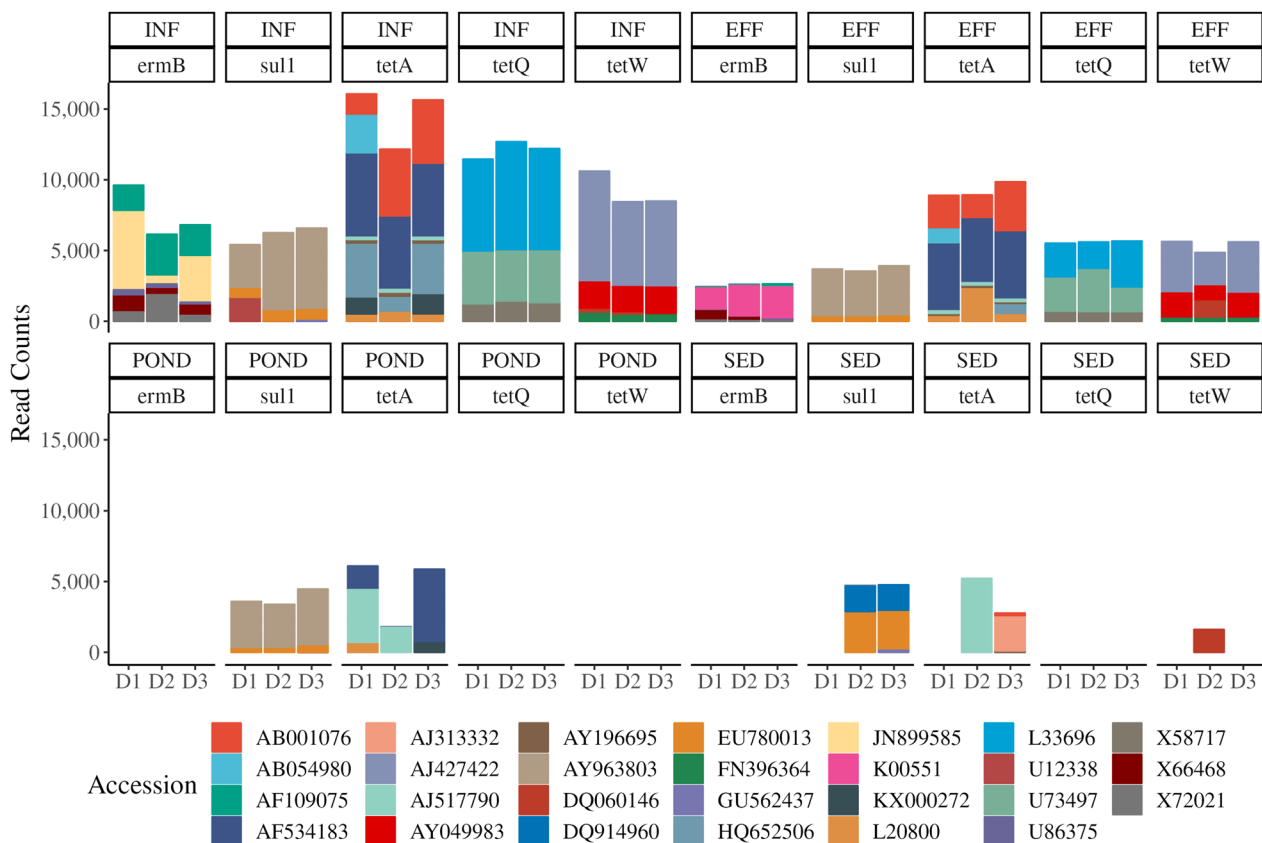 INF INF INF INF INF EFF EFF EFF EFF EFF
ermB sul1 tetA tetQ tetW ermB sul1 tetA tetQ tetW
15,000
10,000
5,000
0
Read Counts
POND POND POND POND POND SED SED SED SED SED
ermB sul1 tetA tetQ tetW ermB sul1 tetA tetQ tetW
15,000
10,000
5,000
0
D1 D2 D3 D1 D2 D3 D1 D2 D3 D1 D2 D3 D1 D2 D3 D1 D2 D3 D1 D2 D3 D1 D2 D3 D1 D2 D3 D1 D2 D3
Accession
AB001076 AJ313332 AY196695 EU780013 JN899585 L33696 X58717
AB054980 AJ427422 AY963803 FN396364 K00551 U12338 X66468
AF109075 AJ517790 DQ060146 GU562437 KX000272 U73497 X72021
AF534183 AY049983 DQ914960 HQ652506 L20800 U86375